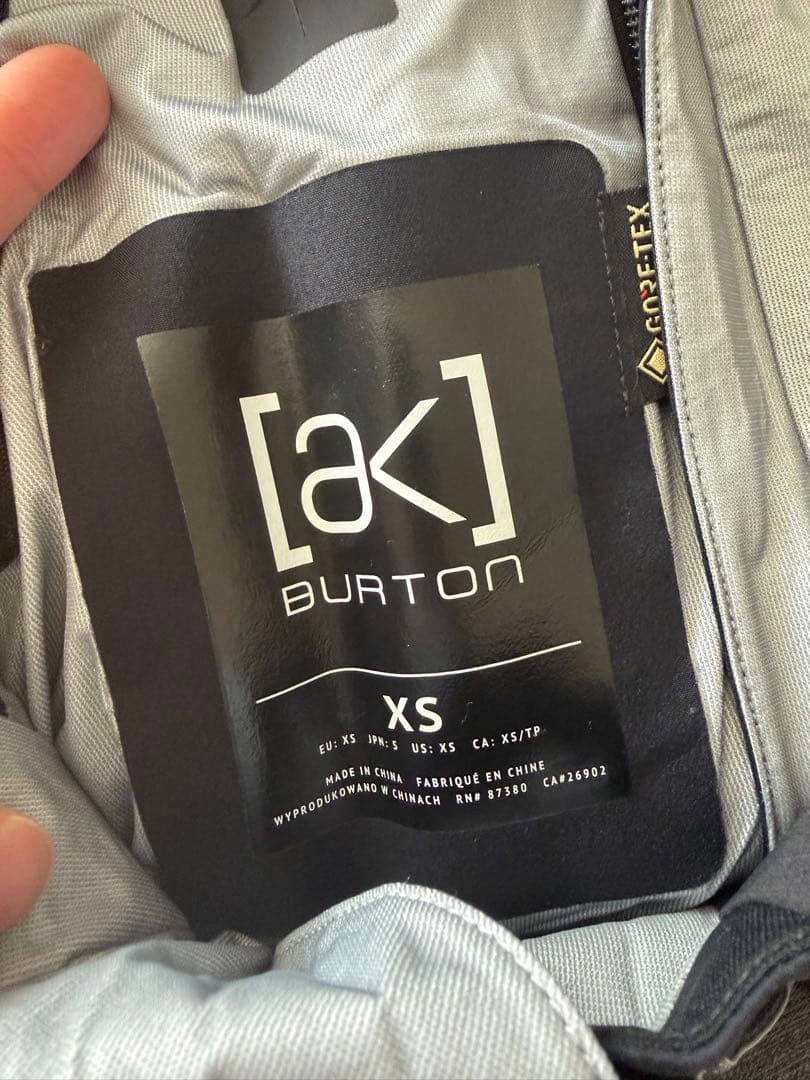 [ak]
BURTON
XS
EU: XS JPN: S US: XS CA: XS/TP
MADE IN CHINA FABRIQUÉ EN CHINE
WYPRODUKOWANO W CHINACH RN# 87380 CA#26902
GORE-TEX